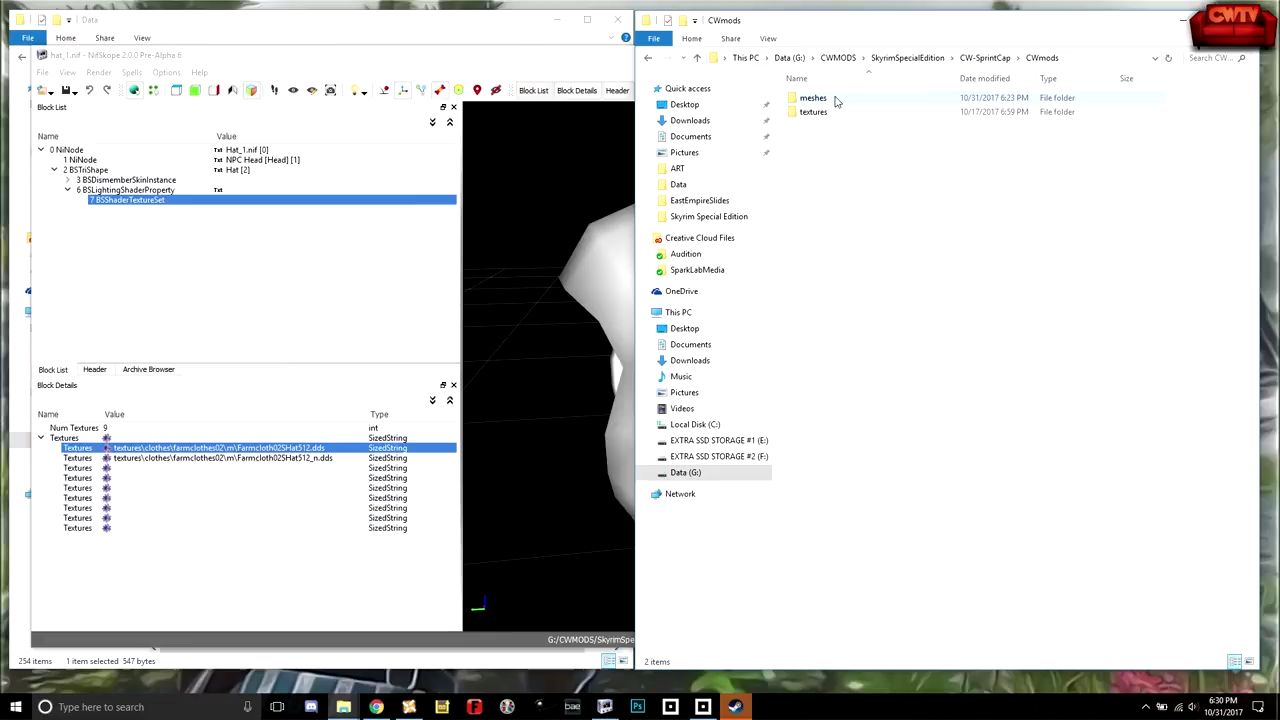 Data
File Home Share View
hat_1.nif - NifSkope 2.0.0 Pre-Alpha 6
File View Render Spells Options Help
Block List Block Details Header
Block List
Name Value
0 NiNode Txt Hat_1.nif [0]
1 NiNode Txt NPC Head [Head] [1]
2 BSTriShape Txt Hat [2]
3 BSDismemberSkinInstance
6 BSLightingShaderProperty Txt
7 BSShaderTextureSet
Block List Header Archive Browser
Block Details
Name Value Type
Num Textures 9 int
Textures SizedString
Textures textures\clothes\farmclothes02\m\Farmcloth02SHat512.dds SizedString
Textures textures\clothes\farmclothes02\m\Farmcloth02SHat512_n.dds SizedString
Textures SizedString
Textures SizedString
Textures SizedString
Textures SizedString
Textures SizedString
Textures SizedString
Textures SizedString
G:/CWMODS/SkyrimSpe
254 items 1 item selected 547 bytes
CWmods
CWTV
File Home Share View
This PC Data (G:) CWMODS SkyrimSpecialEdition CW-SprintCap CWmods Search CW...
Name Date modified Type Size
meshes 10/31/2017 6:23 PM File folder
textures 10/17/2017 6:59 PM File folder
Quick access
Desktop
Downloads
Documents
Pictures
ART
Data
EastEmpireSlides
Skyrim Special Edition
Creative Cloud Files
Audition
SparkLabMedia
OneDrive
This PC
Desktop
Documents
Downloads
Music
Pictures
Videos
Local Disk (C:)
EXTRA SSD STORAGE #1 (E:)
EXTRA SSD STORAGE #2 (F:)
Data (G:)
Network
2 items
Type here to search
bae
Ps
6:30 PM
10/31/2017